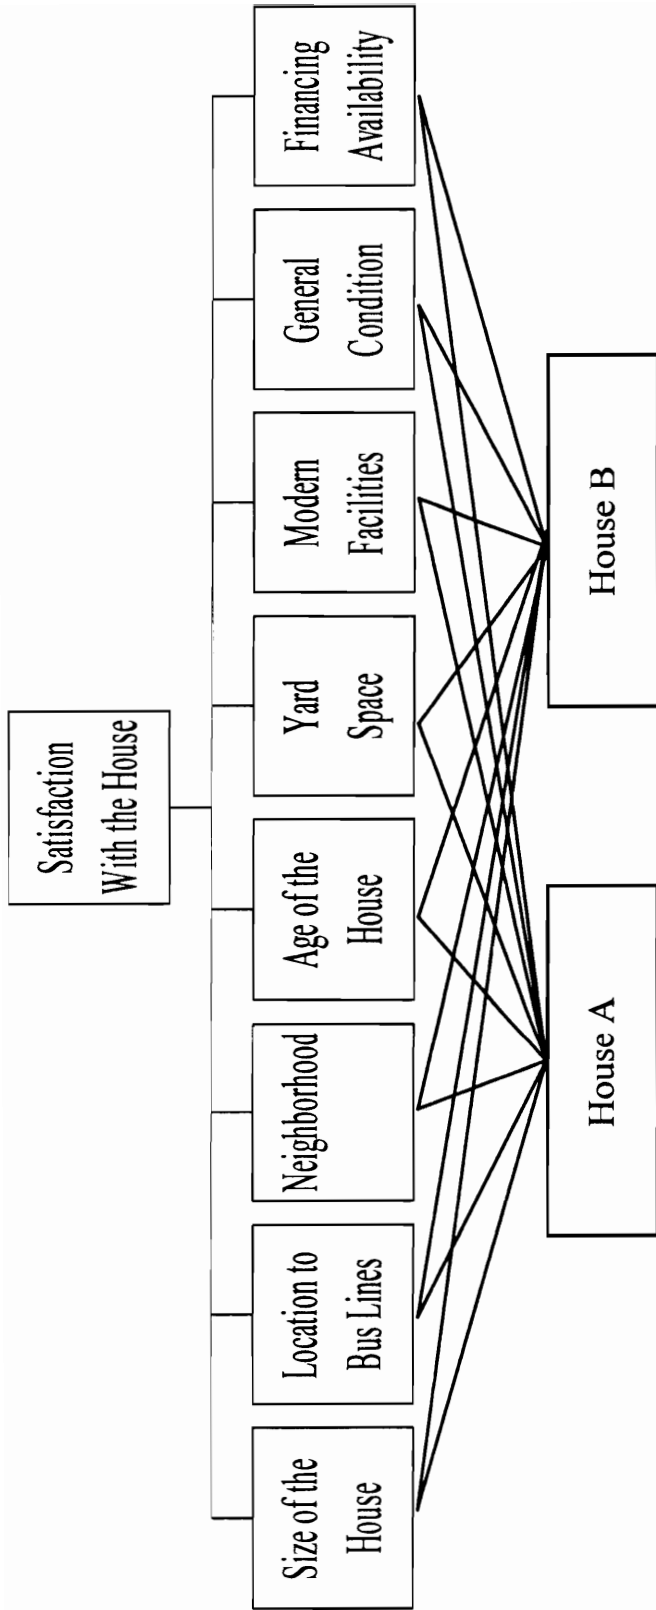 Satisfaction
With the House
Size of the
House
Location to
Bus Lines
Neighborhood
Age of the
House
Yard
Space
Modern
Facilities
General
Condition
Financing
Availability
House A
House B